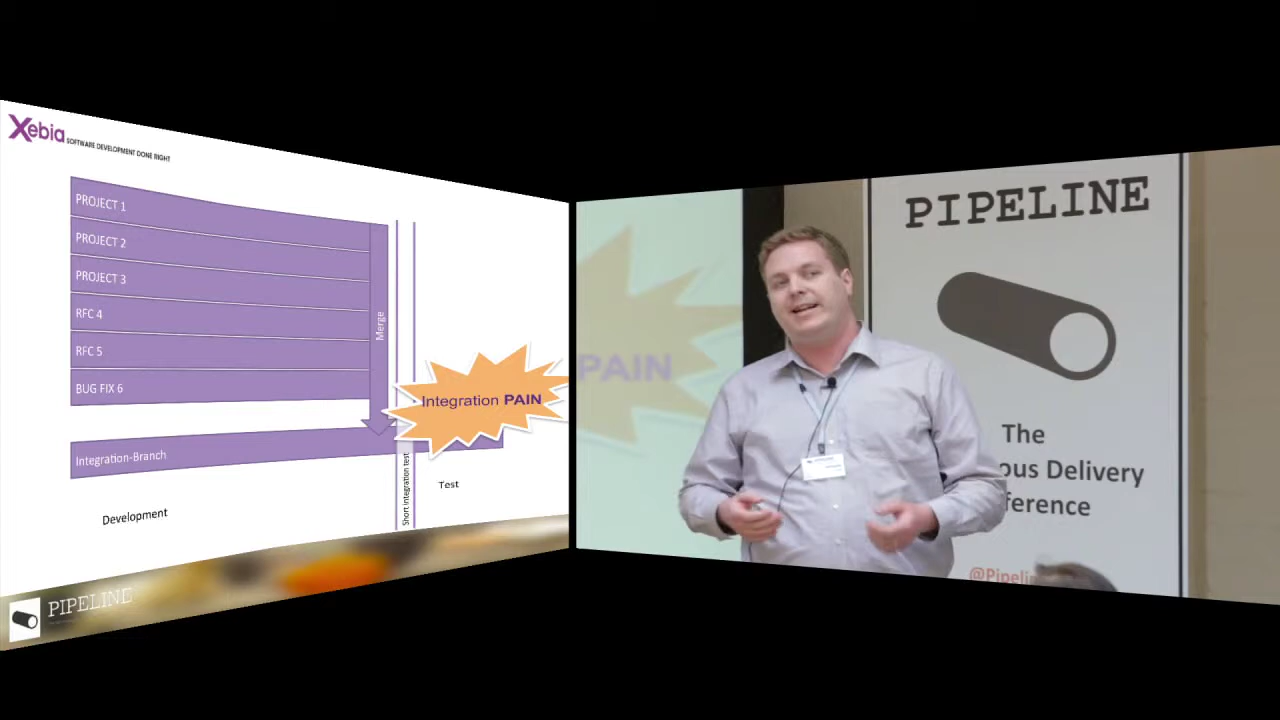 Xebia SOFTWARE DEVELOPMENT DONE RIGHT
PROJECT 1
PROJECT 2
PROJECT 3
RFC 4
RFC 5
BUG FIX 6
Merge
Integration PAIN
Integration-Branch
Short integration test
Test
Development
PIPELINE
PAIN
PIPELINE
The
ous Delivery
ference
@Pipelin